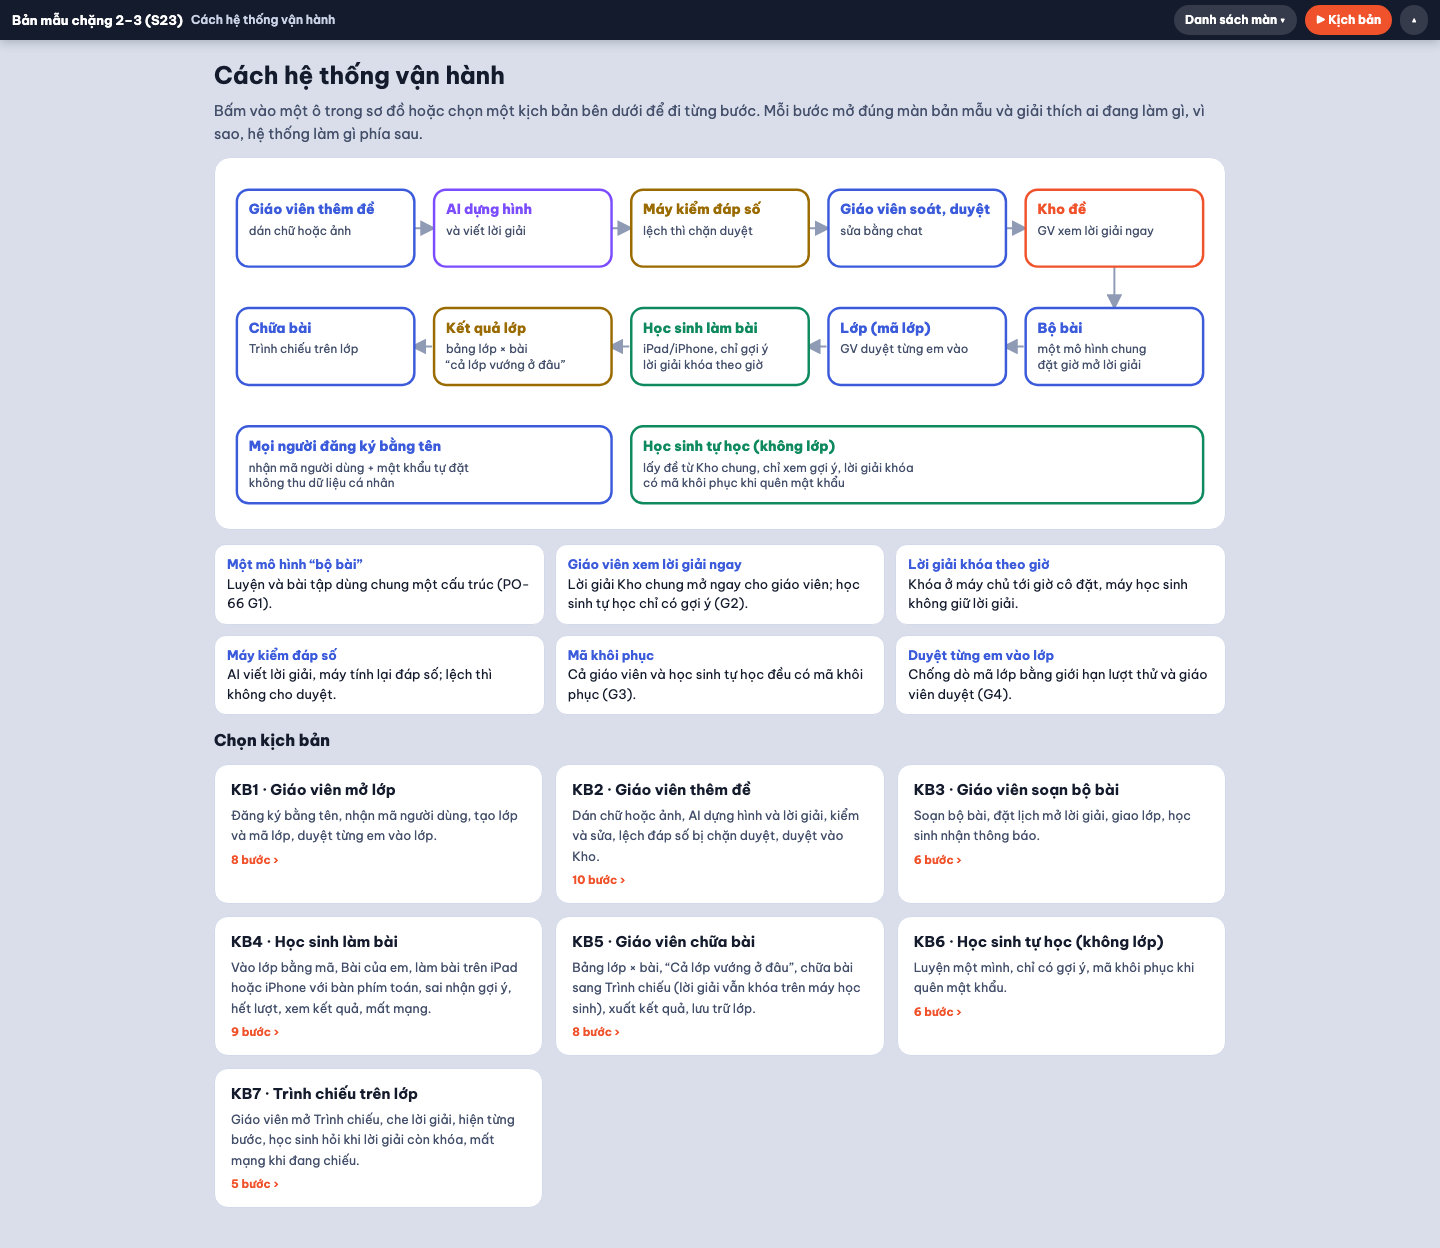 Bản mẫu chặng 2–3 (S23) Cách hệ thống vận hành
Danh sách màn ▾
▶ Kịch bản
▴
Cách hệ thống vận hành
Bấm vào một ô trong sơ đồ hoặc chọn một kịch bản bên dưới để đi từng bước. Mỗi bước mở đúng màn bản mẫu và giải thích ai đang làm gì, vì
sao, hệ thống làm gì phía sau.
Giáo viên thêm đề
dán chữ hoặc ảnh
AI dựng hình
và viết lời giải
Máy kiểm đáp số
lệch thì chặn duyệt
Giáo viên soát, duyệt
sửa bằng chat
Kho đề
GV xem lời giải ngay
Chữa bài
Trình chiếu trên lớp
Kết quả lớp
bảng lớp × bài
“cả lớp vướng ở đâu”
Học sinh làm bài
iPad/iPhone, chỉ gợi ý
lời giải khóa theo giờ
Lớp (mã lớp)
GV duyệt từng em vào
Bộ bài
một mô hình chung
đặt giờ mở lời giải
Mọi người đăng ký bằng tên
nhận mã người dùng + mật khẩu tự đặt
không thu dữ liệu cá nhân
Học sinh tự học (không lớp)
lấy đề từ Kho chung, chỉ xem gợi ý, lời giải khóa
có mã khôi phục khi quên mật khẩu
Một mô hình “bộ bài”
Luyện và bài tập dùng chung một cấu trúc (PO-
66 G1).
Giáo viên xem lời giải ngay
Lời giải Kho chung mở ngay cho giáo viên; học
sinh tự học chỉ có gợi ý (G2).
Lời giải khóa theo giờ
Khóa ở máy chủ tới giờ cô đặt, máy học sinh
không giữ lời giải.
Máy kiểm đáp số
AI viết lời giải, máy tính lại đáp số; lệch thì
không cho duyệt.
Mã khôi phục
Cả giáo viên và học sinh tự học đều có mã khôi
phục (G3).
Duyệt từng em vào lớp
Chống dò mã lớp bằng giới hạn lượt thử và giáo
viên duyệt (G4).
Chọn kịch bản
KB1 · Giáo viên mở lớp
Đăng ký bằng tên, nhận mã người dùng, tạo lớp
và mã lớp, duyệt từng em vào lớp.
8 bước ›
KB2 · Giáo viên thêm đề
Dán chữ hoặc ảnh, AI dựng hình và lời giải, kiểm
và sửa, lệch đáp số bị chặn duyệt, duyệt vào
Kho.
10 bước ›
KB3 · Giáo viên soạn bộ bài
Soạn bộ bài, đặt lịch mở lời giải, giao lớp, học
sinh nhận thông báo.
6 bước ›
KB4 · Học sinh làm bài
Vào lớp bằng mã, Bài của em, làm bài trên iPad
hoặc iPhone với bàn phím toán, sai nhận gợi ý,
hết lượt, xem kết quả, mất mạng.
9 bước ›
KB5 · Giáo viên chữa bài
Bảng lớp × bài, “Cả lớp vướng ở đâu”, chữa bài
sang Trình chiếu (lời giải vẫn khóa trên máy học
sinh), xuất kết quả, lưu trữ lớp.
8 bước ›
KB6 · Học sinh tự học (không lớp)
Luyện một mình, chỉ có gợi ý, mã khôi phục khi
quên mật khẩu.
6 bước ›
KB7 · Trình chiếu trên lớp
Giáo viên mở Trình chiếu, che lời giải, hiện từng
bước, học sinh hỏi khi lời giải còn khóa, mất
mạng khi đang chiếu.
5 bước ›